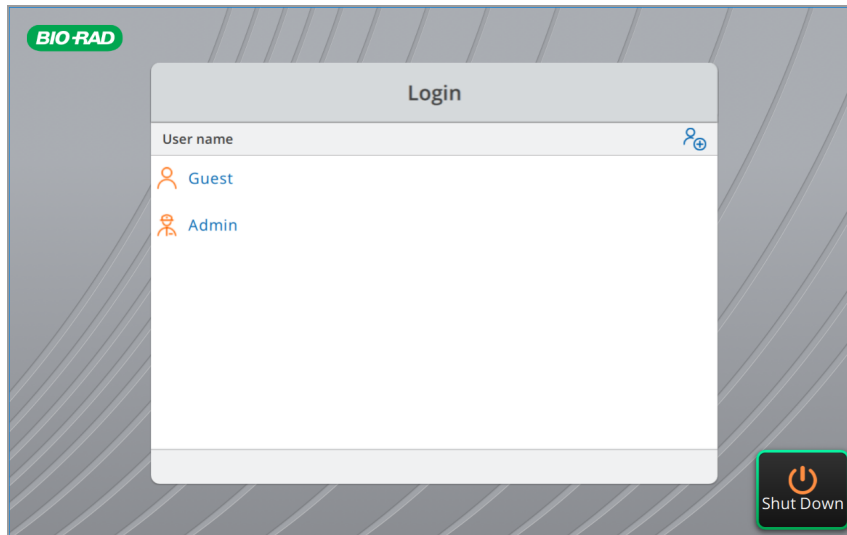 BIO-RAD
Login
User name
Guest
Admin
Shut Down